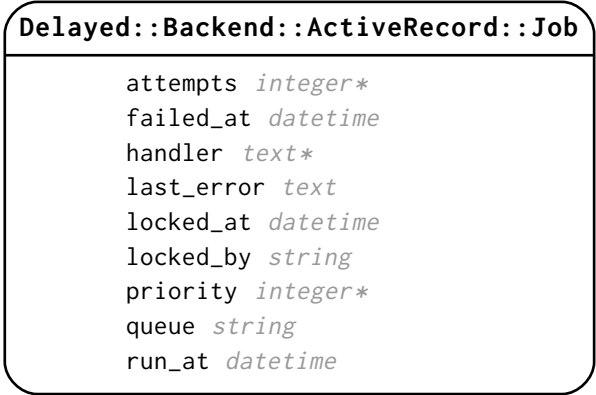 Delayed::Backend::ActiveRecord::Job
attempts integer*
failed_at datetime
handler text*
last_error text
locked_at datetime
locked_by string
priority integer*
queue string
run_at datetime